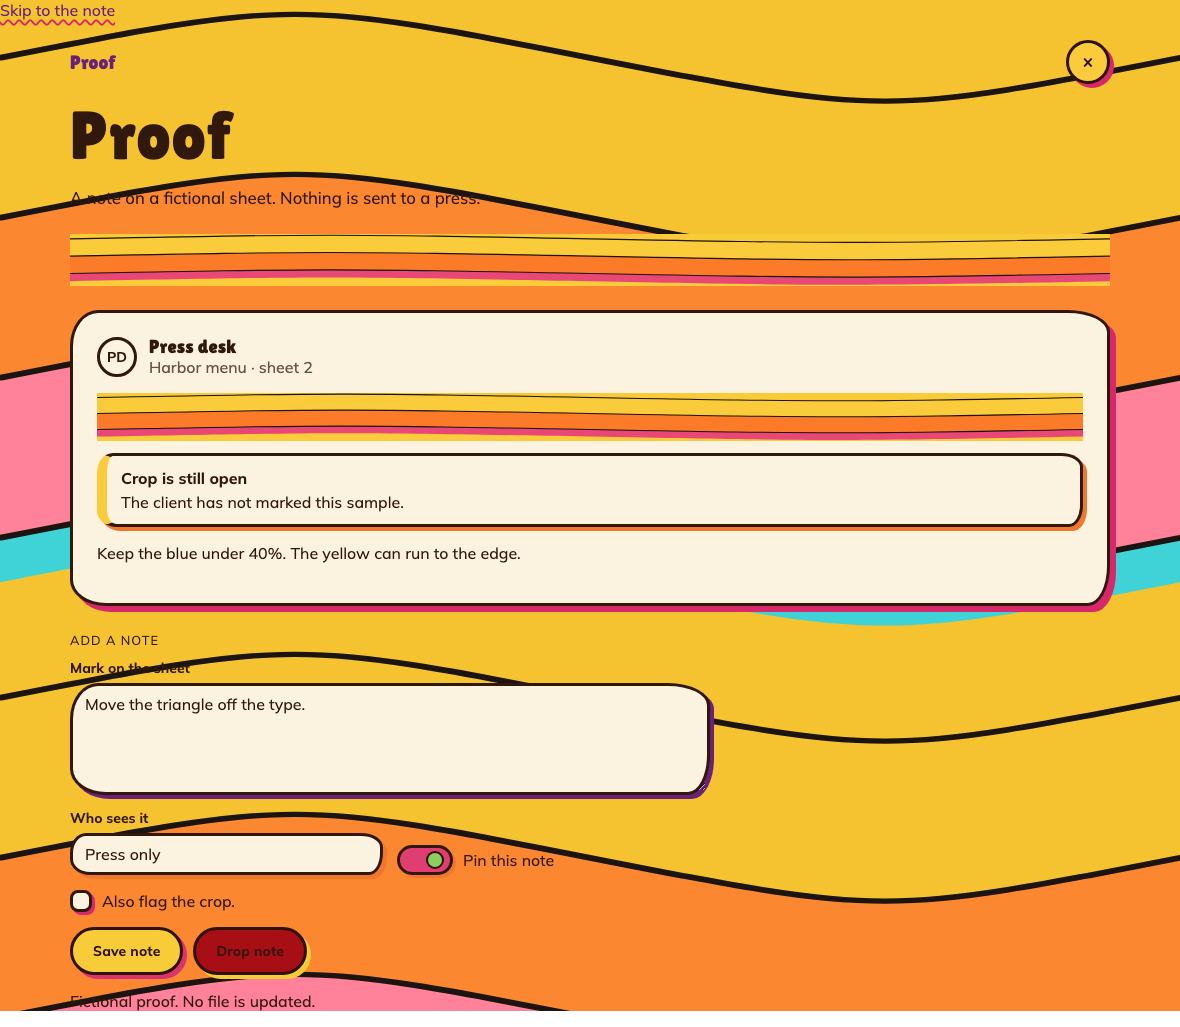 Skip to the note
Proof
×
Proof
A note on a fictional sheet. Nothing is sent to a press.
PD
Press desk
Harbor menu · sheet 2
Crop is still open
The client has not marked this sample.
Keep the blue under 40%. The yellow can run to the edge.
ADD A NOTE
Mark on the sheet
Move the triangle off the type.
Who sees it
Press only
Pin this note
Also flag the crop.
Save note
Drop note
Fictional proof. No file is updated.